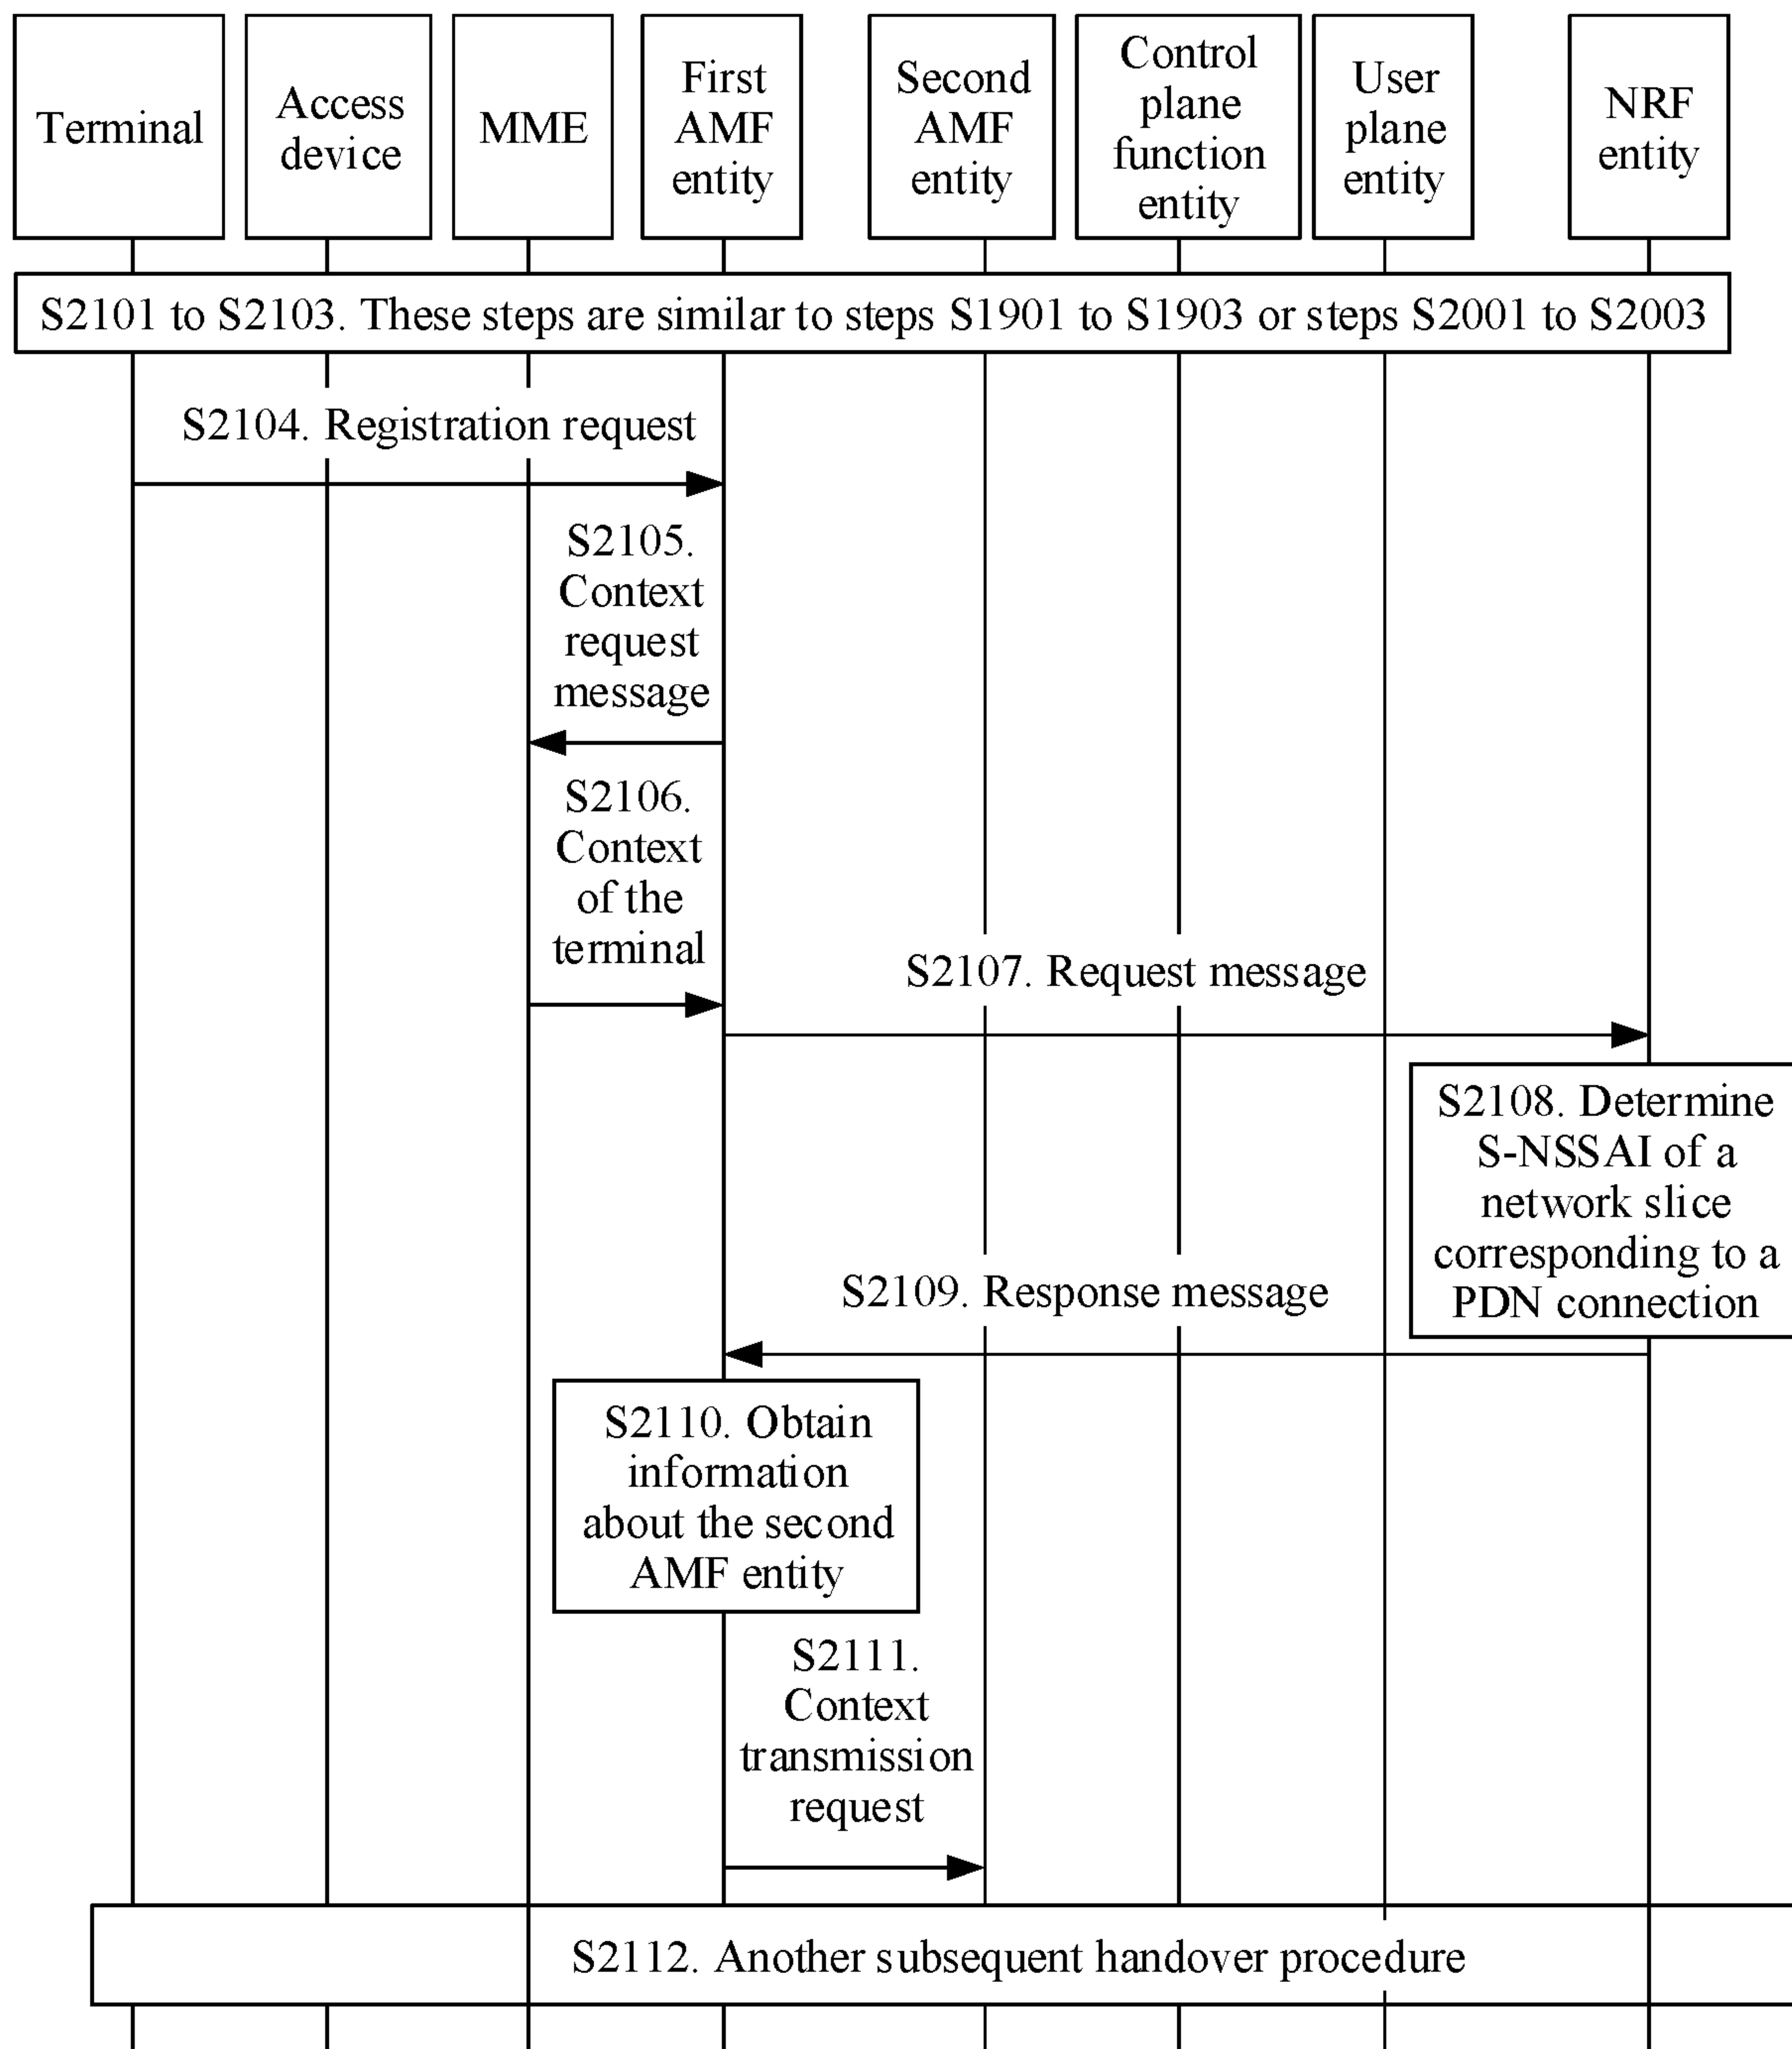 Terminal
Access
device
MME
First
AMF
entity
Second
AMF
entity
Control
plane
function
entity
User
plane
entity
NRF
entity
S2101 to S2103. These steps are similar to steps S1901 to S1903 or steps S2001 to S2003
S2104. Registration request
S2105.
Context
request
message
S2106.
Context
of the
terminal
S2107. Request message
S2108. Determine
S-NSSAI of a
network slice
corresponding to a
PDN connection
S2109. Response message
S2110. Obtain
information
about the second
AMF entity
S2111.
Context
transmission
request
S2112. Another subsequent handover procedure